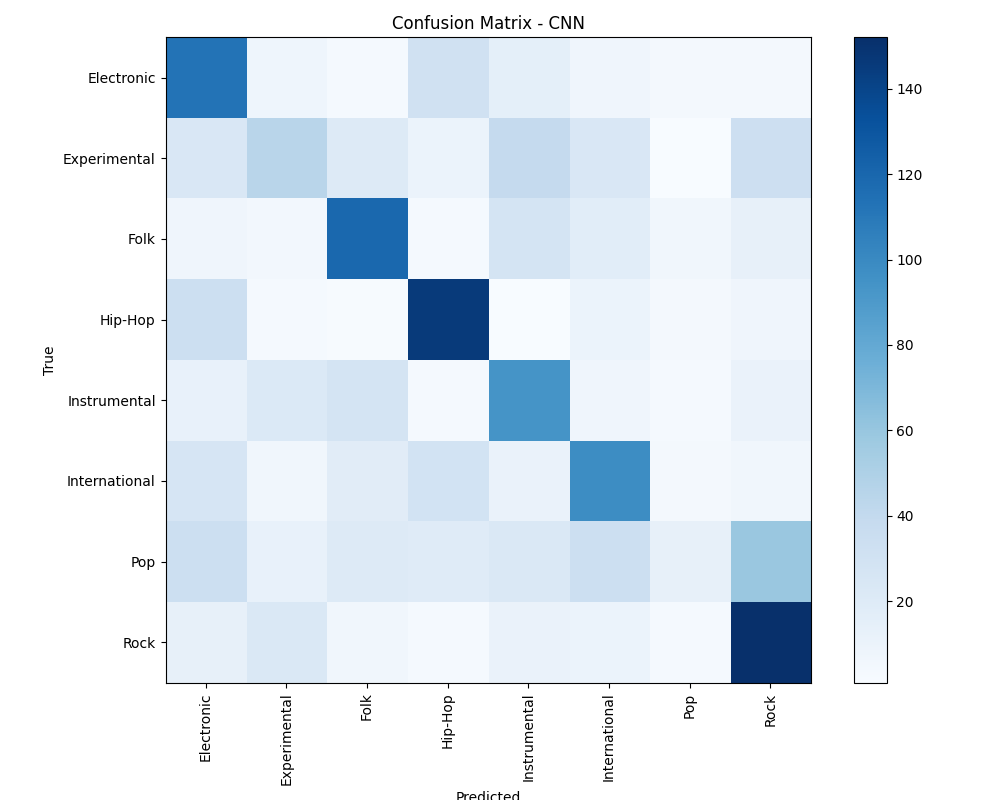 Confusion Matrix - CNN
Electronic
Experimental
Folk
Hip-Hop
Instrumental
International
Pop
Rock
True
Electronic
Experimental
Folk
Hip-Hop
Instrumental
International
Pop
Rock
Predicted
140
120
100
80
60
40
20